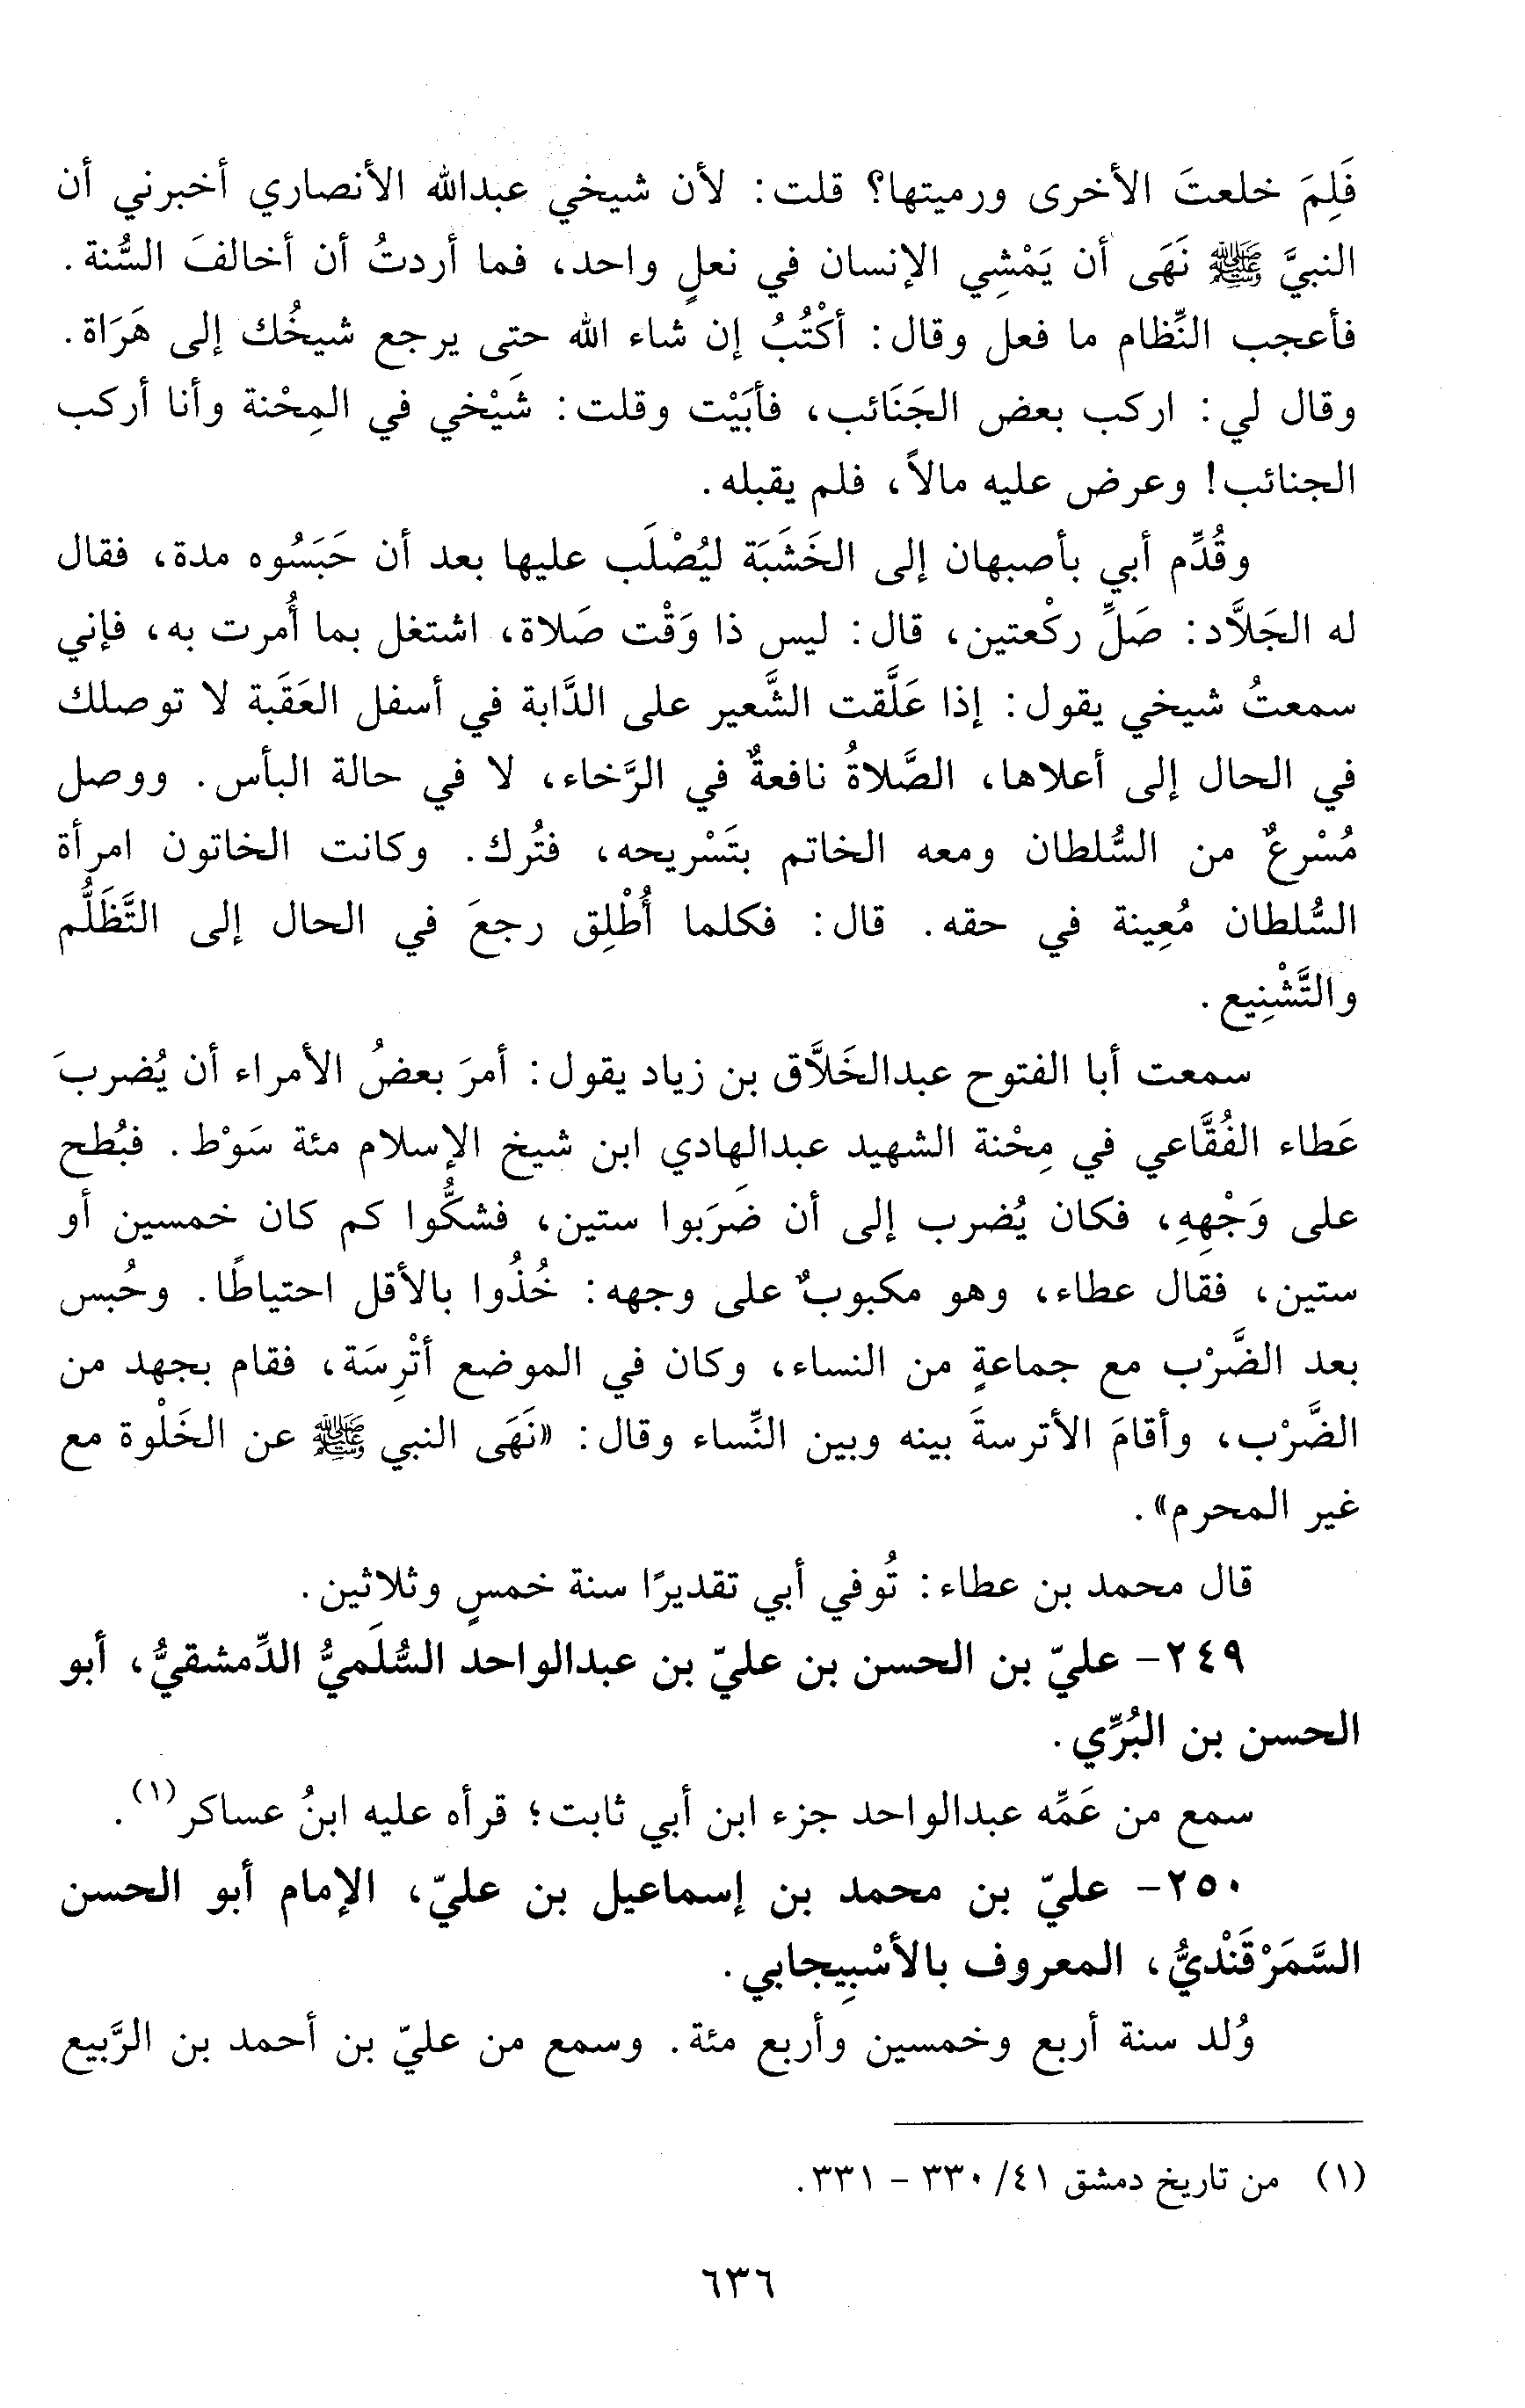 فَلِمَ خلعتَ الأخرى ورميتها؟ قلت: لأن شيخي عبدالله الأنصاري أخبرني أن
النبيَّ ﷺ نَهَى أن يَمْشِي الإنسان في نعلٍ واحد، فما أردتُ أن أخالفَ السُّنة.
فأعجب النِّظام ما فعل وقال: أكْتُبُ إن شاء الله حتى يرجع شيخُك إلى هَرَاة.
وقال لي: اركب بعض الجَنَائب، فأبَيْت وقلت: شَيْخي في المِحْنة وأنا أركب
الجنائب! وعرض عليه مالاً، فلم يقبله.
وقُدِّم أبي بأصبهان إلى الخَشَبَة ليُصْلَب عليها بعد أن حَبَسُوه مدة، فقال
له الجَلاَّد: صَلِّ ركْعتين، قال: ليس ذا وَقْت صَلاة، اشتغل بما أُمرت به، فإني
سمعتُ شيخي يقول: إذا عَلَّقت الشَّعير على الدَّابة في أسفل العَقَبة لا توصلك
في الحال إلى أعلاها، الصَّلاةُ نافعةٌ في الرَّخاء، لا في حالة البأس. ووصل
مُسْرعٌ من السُّلطان ومعه الخاتم بتَسْريحه، فتُرك. وكانت الخاتون امرأة
السُّلطان مُعِينة في حقه. قال: فكلما أُطْلِق رجعَ في الحال إلى التَّظَلُّم
والتَّشْنِيع.
سمعت أبا الفتوح عبدالخَلاَّق بن زياد يقول: أمرَ بعضُ الأمراء أن يُضربَ
عَطاء الفُقَّاعي في مِحْنة الشهيد عبدالهادي ابن شيخ الإسلام مئة سَوْط. فبُطح
على وَجْهِهِ، فكان يُضرب إلى أن ضَرَبوا ستين، فشكُّوا كم كان خمسين أو
ستين، فقال عطاء، وهو مكبوبٌ على وجهه: خُذُوا بالأقل احتياطًا. وحُبس
بعد الضَّرْب مع جماعةٍ من النساء، وكان في الموضع أتْرِسَة، فقام بجهد من
الضَّرْب، وأقامَ الأترسةَ بينه وبين النِّساء وقال: «نَهَى النبي ﷺ عن الخَلْوة مع
غير المحرم».
قال محمد بن عطاء: تُوفي أبي تقديرًا سنة خمسٍ وثلاثين.
٢٤٩- عليّ بن الحسن بن عليّ بن عبدالواحد السُّلَميُّ الدِّمشقيُّ، أبو
الحسن بن البُرِّي.
سمع من عَمِّه عبدالواحد جزء ابن أبي ثابت؛ قرأه عليه ابنُ عساكر(١).
٢٥٠- عليّ بن محمد بن إسماعيل بن عليّ، الإمام أبو الحسن
السَّمَرْقَنْديُّ، المعروف بالأسْبِيجابي.
وُلد سنة أربع وخمسين وأربع مئة. وسمع من عليّ بن أحمد بن الرَّبيع
(١) من تاريخ دمشق ٤١/ ٣٣٠ - ٣٣١.
٦٣٦